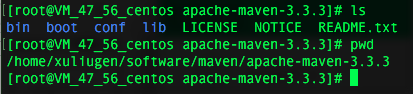 [root@VM_47_56_centos apache-maven-3.3.3]# ls
bin boot conf lib LICENSE NOTICE README.txt
[root@VM_47_56_centos apache-maven-3.3.3]# pwd
/home/xuliugen/software/maven/apache-maven-3.3.3
[root@VM_47_56_centos apache-maven-3.3.3]#